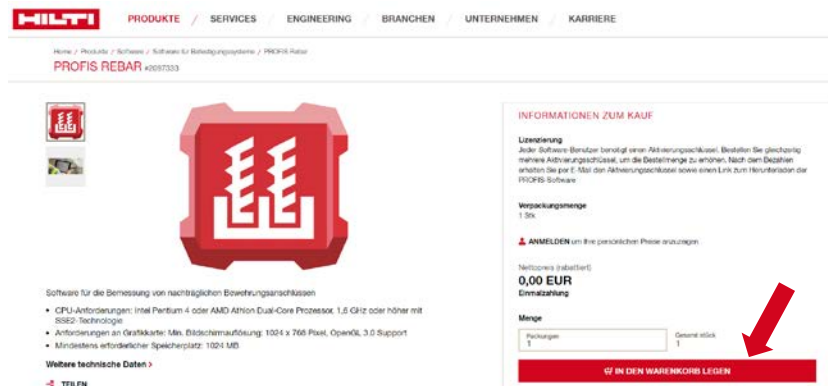 HILTI
PRODUKTE / SERVICES / ENGINEERING / BRANCHEN / UNTERNEHMEN / KARRIERE
Home / Produkte / Software / Software für Befestigungssysteme / PROFIS Rebar
PROFIS REBAR #2097333
INFORMATIONEN ZUM KAUF
Lizenzierung
Jeder Software-Benutzer benötigt einen Aktivierungsschlüssel. Bestellen Sie gleichzeitig
mehrere Aktivierungsschlüssel, um die Bestellmenge zu erhöhen. Nach dem Bezahlen
erhalten Sie per E-Mail den Aktivierungsschlüssel sowie einen Link zum Herunterladen der
PROFIS-Software
Verpackungsmenge
1 Stk
ANMELDEN um Ihre persönlichen Preise anzuzeigen
Nettopreis (rabattiert)
0,00 EUR
Einmalzahlung
Menge
Packungen
1
Gesamt stück
1
IN DEN WARENKORB LEGEN
Software für die Bemessung von nachträglichen Bewehrungsanschlüssen
• CPU-Anforderungen: Intel Pentium 4 oder AMD Athlon Dual-Core Prozessor, 1,6 GHz oder höher mit
SSE2-Technologie
• Anforderungen an Grafikkarte: Min. Bildschirmauflösung: 1024 x 768 Pixel, OpenGL 3.0 Support
• Mindestens erforderlicher Speicherplatz: 1024 MB
Weitere technische Daten >
TEILEN